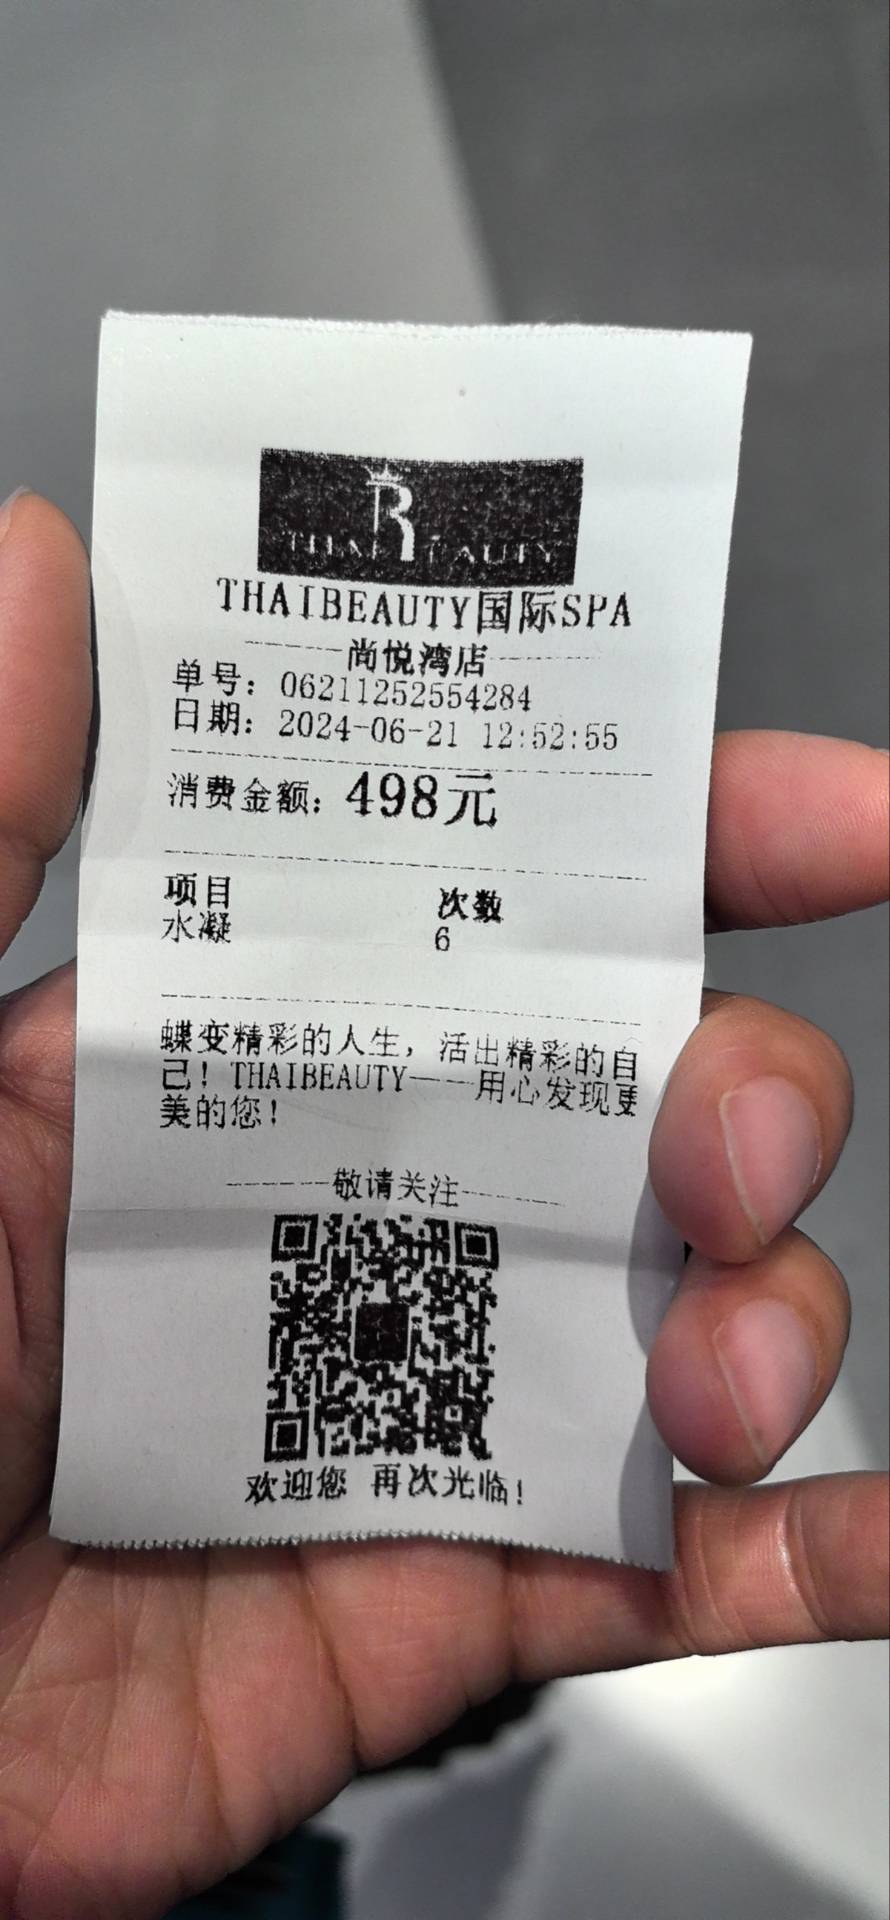 THAI BEAUTY
THAIBEAUTY国际SPA
尚悦湾店
单号: 06211252554284
日期: 2024-06-21 12:52:55
消费金额: 498元
项目 次数
水凝 6
蝶变精彩的人生，活出精彩的自
己! THAIBEAUTY——用心发现更
美的您!
敬请关注
欢迎您 再次光临!